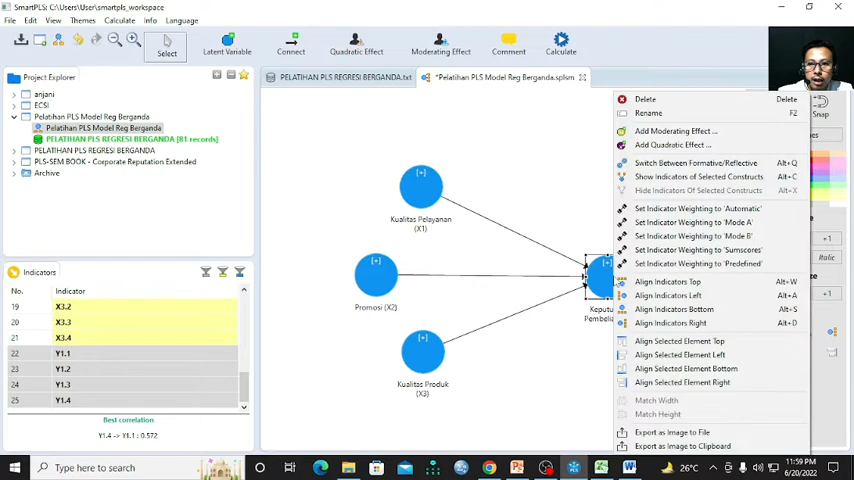 SmartPLS: C:\Users\User\smartpls_workspace
File Edit View Themes Calculate Info Language
Select
Latent Variable
Connect
Quadratic Effect
Moderating Effect
Comment
Calculate
Project Explorer
PELATIHAN PLS REGRESI BERGANDA.txt
*Pelatihan PLS Model Reg Berganda.splsm
anjani
ECSI
Pelatihan PLS Model Reg Berganda
Pelatihan PLS Model Reg Berganda
PELATIHAN PLS REGRESI BERGANDA [81 records]
PELATIHAN PLS REGRESI BERGANDA
PLS-SEM BOOK - Corporate Reputation Extended
Archive
Indicators
No. Indicator
19 X3.2
20 X3.3
21 X3.4
22 Y1.1
23 Y1.2
24 Y1.3
25 Y1.4
Best correlation
Y1.4 -> Y1.1 : 0.572
[+]
Kualitas Pelayanan
(X1)
[+]
Promosi (X2)
[+]
Kualitas Produk
(X3)
[+]
Keputu
Pembelia
Delete Delete
Rename F2
Add Moderating Effect ...
Add Quadratic Effect ...
Switch Between Formative/Reflective Alt+Q
Show Indicators of Selected Constructs Alt+C
Hide Indicators Of Selected Constructs Alt+X
Set Indicator Weighting to 'Automatic'
Set Indicator Weighting to 'Mode A'
Set Indicator Weighting to 'Mode B'
Set Indicator Weighting to 'Sumscores'
Set Indicator Weighting to 'Predefined'
Align Indicators Top Alt+W
Align Indicators Left Alt+A
Align Indicators Bottom Alt+S
Align Indicators Right Alt+D
Align Selected Element Top
Align Selected Element Left
Align Selected Element Bottom
Align Selected Element Right
Match Width
Match Height
Export as Image to File
Export as Image to Clipboard
Snap
+1
Italic
+1
Type here to search
26°C
11:59 PM
6/20/2022